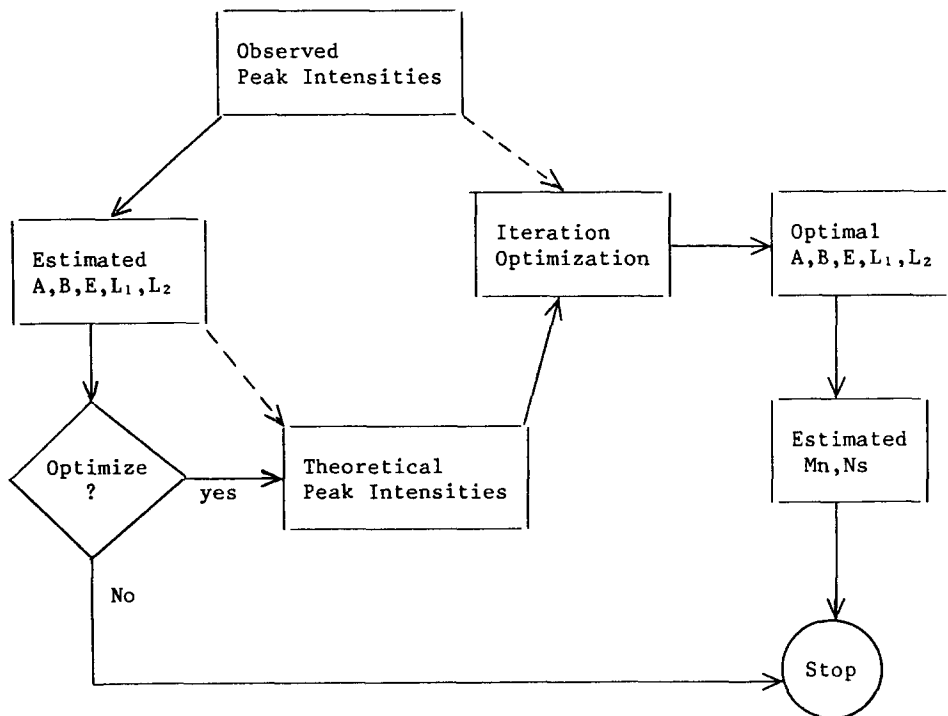 Observed
Peak Intensities
Estimated
A,B,E,L₁,L₂
Iteration
Optimization
Optimal
A,B,E,L₁,L₂
Optimize
?
yes
Theoretical
Peak Intensities
Estimated
Mn,Ns
No
Stop